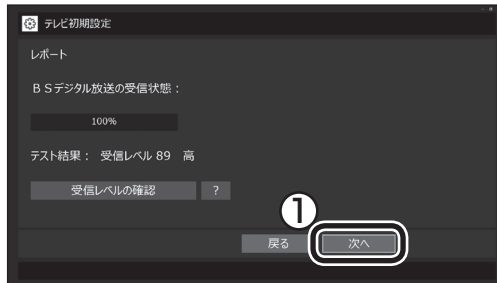 テレビ初期設定
レポート
BSデジタル放送の受信状態：
100%
テスト結果： 受信レベル 89 高
受信レベルの確認 ?
①
戻る 次へ